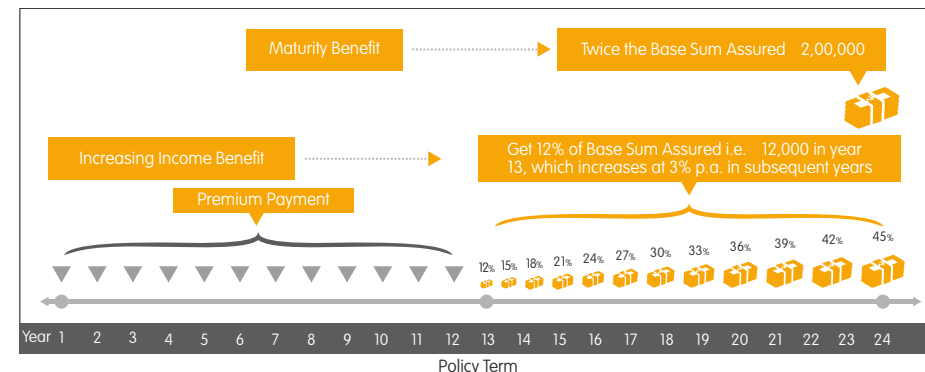 Maturity Benefit
Twice the Base Sum Assured 2,00,000
Increasing Income Benefit
Get 12% of Base Sum Assured i.e. 12,000 in year
13, which increases at 3% p.a. in subsequent years
Premium Payment
12% 15% 18% 21% 24% 27% 30% 33% 36% 39% 42% 45%
Year 1 2 3 4 5 6 7 8 9 10 11 12 13 14 15 16 17 18 19 20 21 22 23 24
Policy Term